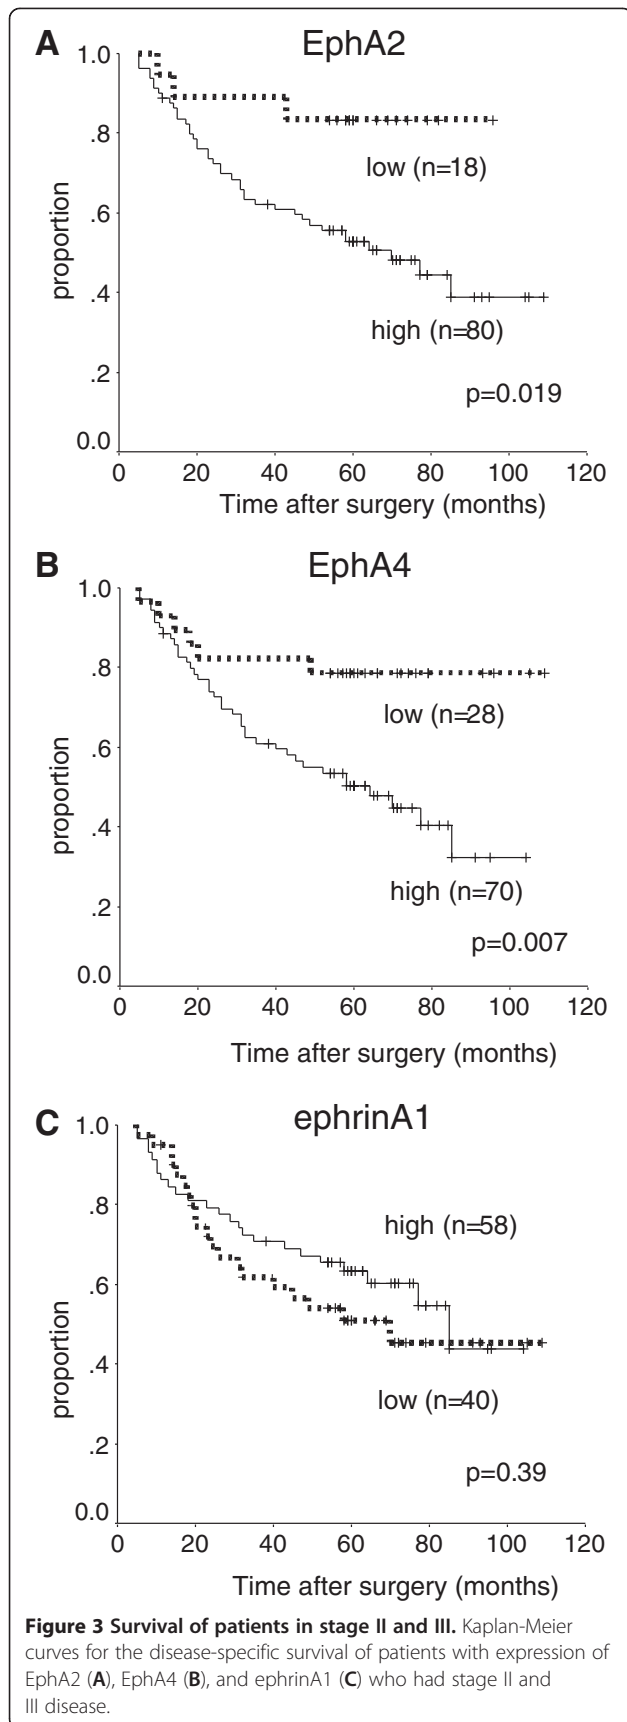 A
EphA2
1.0
.8
.6
.4
.2
0.0
proportion
low (n=18)
high (n=80)
p=0.019
0 20 40 60 80 100 120
Time after surgery (months)
B
EphA4
1.0
.8
.6
.4
.2
0.0
proportion
low (n=28)
high (n=70)
p=0.007
0 20 40 60 80 100 120
Time after surgery (months)
C
ephrinA1
1.0
.8
.6
.4
.2
0.0
proportion
high (n=58)
low (n=40)
p=0.39
0 20 40 60 80 100 120
Time after surgery (months)
Figure 3 Survival of patients in stage II and III. Kaplan-Meier
curves for the disease-specific survival of patients with expression of
EphA2 (A), EphA4 (B), and ephrinA1 (C) who had stage II and
III disease.